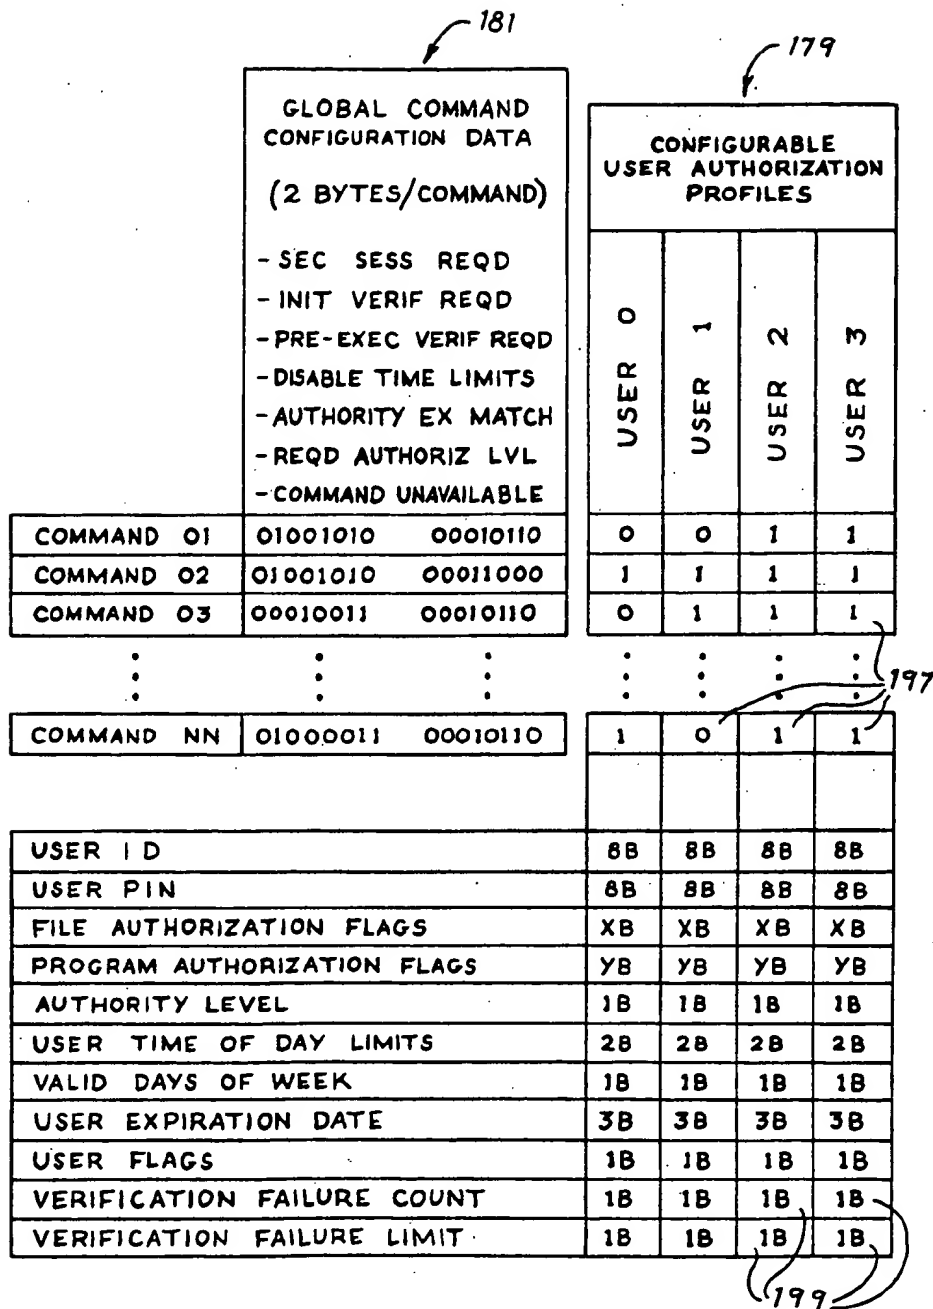 181
179
GLOBAL COMMAND
CONFIGURATION DATA
(2 BYTES/COMMAND)
- SEC SESS REQD
- INIT VERIF REQD
- PRE-EXEC VERIF REQD
- DISABLE TIME LIMITS
- AUTHORITY EX MATCH
- REQD AUTHORIZ LVL
- COMMAND UNAVAILABLE
CONFIGURABLE
USER AUTHORIZATION
PROFILES
USER 0
USER 1
USER 2
USER 3
COMMAND 01 01001010 00010110 0 0 1 1
COMMAND 02 01001010 00011000 1 1 1 1
COMMAND 03 00010011 00010110 0 1 1 1
197
COMMAND NN 01000011 00010110 1 0 1 1
USER ID 8B 8B 8B 8B
USER PIN 8B 8B 8B 8B
FILE AUTHORIZATION FLAGS XB XB XB XB
PROGRAM AUTHORIZATION FLAGS YB YB YB YB
AUTHORITY LEVEL 1B 1B 1B 1B
USER TIME OF DAY LIMITS 2B 2B 2B 2B
VALID DAYS OF WEEK 1B 1B 1B 1B
USER EXPIRATION DATE 3B 3B 3B 3B
USER FLAGS 1B 1B 1B 1B
VERIFICATION FAILURE COUNT 1B 1B 1B 1B
VERIFICATION FAILURE LIMIT 1B 1B 1B 1B
199